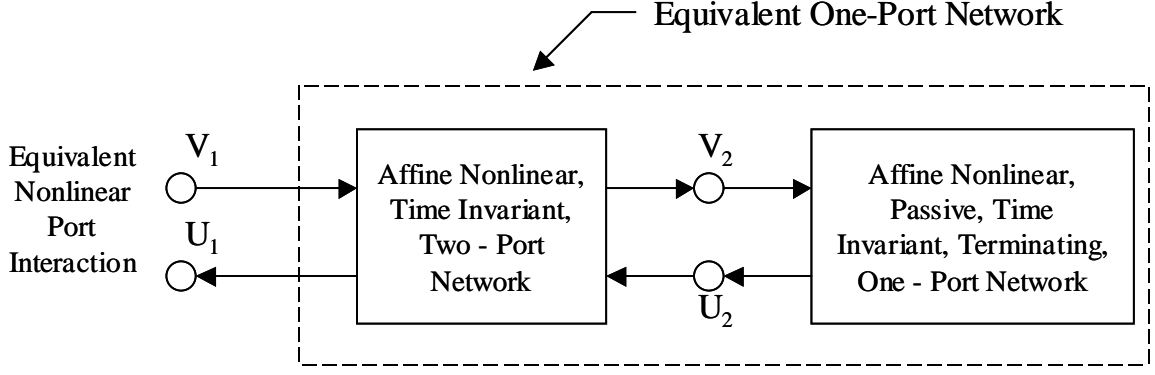 Equivalent One-Port Network
Equivalent
Nonlinear
Port
Interaction
V1
U1
Affine Nonlinear,
Time Invariant,
Two - Port
Network
V2
U2
Affine Nonlinear,
Passive, Time
Invariant, Terminating,
One - Port Network